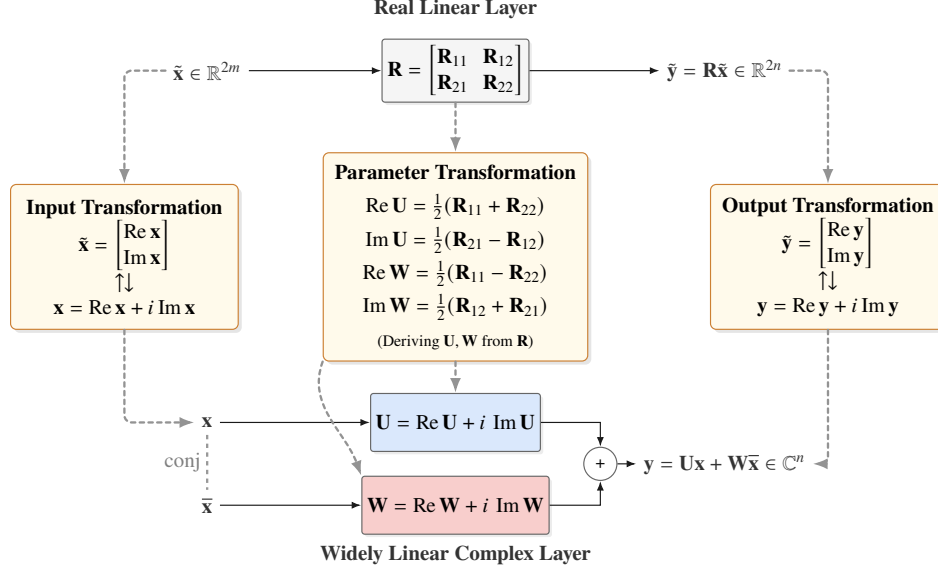 Real Linear Layer
x̃ ∈ ℝ^{2m}
R = [R₁₁ R₁₂
R₂₁ R₂₂]
ỹ = Rx̃ ∈ ℝ^{2n}
Input Transformation
x̃ = [Re x
Im x]
↑↓
x = Re x + i Im x
Parameter Transformation
Re U = ½(R₁₁ + R₂₂)
Im U = ½(R₂₁ − R₁₂)
Re W = ½(R₁₁ − R₂₂)
Im W = ½(R₁₂ + R₂₁)
(Deriving U, W from R)
Output Transformation
ỹ = [Re y
Im y]
↑↓
y = Re y + i Im y
x
conj
x̅
U = Re U + i Im U
W = Re W + i Im W
+
y = Ux + Wx̅ ∈ ℂⁿ
Widely Linear Complex Layer